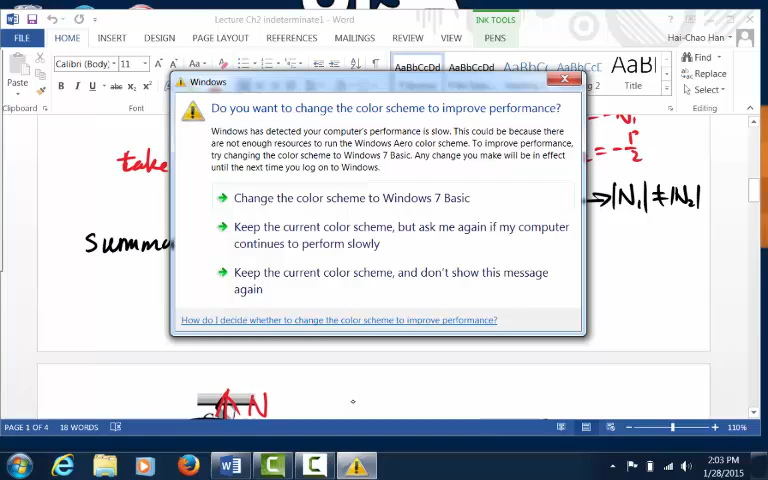 Lecture Ch2 indeterminate1 - Word
INK TOOLS
FILE HOME INSERT DESIGN PAGE LAYOUT REFERENCES MAILINGS REVIEW VIEW PENS
Hai-Chao Han
Paste
Calibri (Body) 11
Aa
AaBbCcDd AaBbCcDd AaBbC AaBbCcD AaBl
B I U abc x₂ x²
Title
Find
Replace
Select
Clipboard
Font
Editing
Windows
Do you want to change the color scheme to improve performance?
Windows has detected your computer's performance is slow. This could be because
there are not enough resources to run the Windows Aero color scheme. To improve performance,
try changing the color scheme to Windows 7 Basic. Any change you make will be in effect
until the next time you log on to Windows.
Change the color scheme to Windows 7 Basic
Keep the current color scheme, but ask me again if my computer
continues to perform slowly
Keep the current color scheme, and don't show this message
again
How do I decide whether to change the color scheme to improve performance?
take
= -P/2
→|N₁| ≠ |N₂|
Summa
N
PAGE 1 OF 4 18 WORDS
110%
2:03 PM
1/28/2015